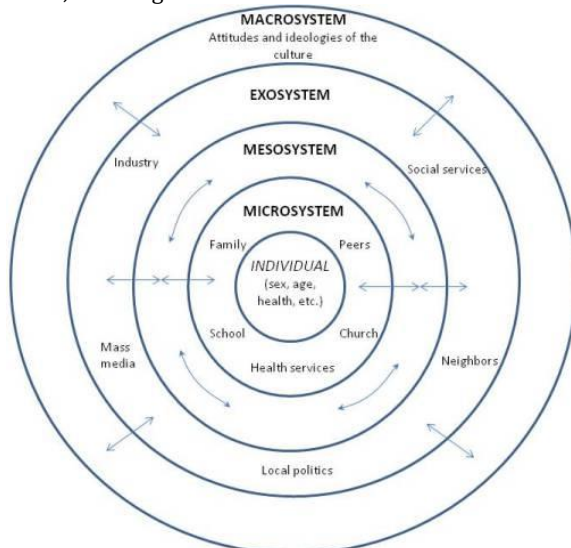 MACROSYSTEM
Attitudes and ideologies of the
culture
EXOSYSTEM
MESOSYSTEM
Industry
Social services
MICROSYSTEM
Family
Peers
INDIVIDUAL
(sex, age,
health, etc.)
School
Church
Mass
media
Health services
Neighbors
Local politics